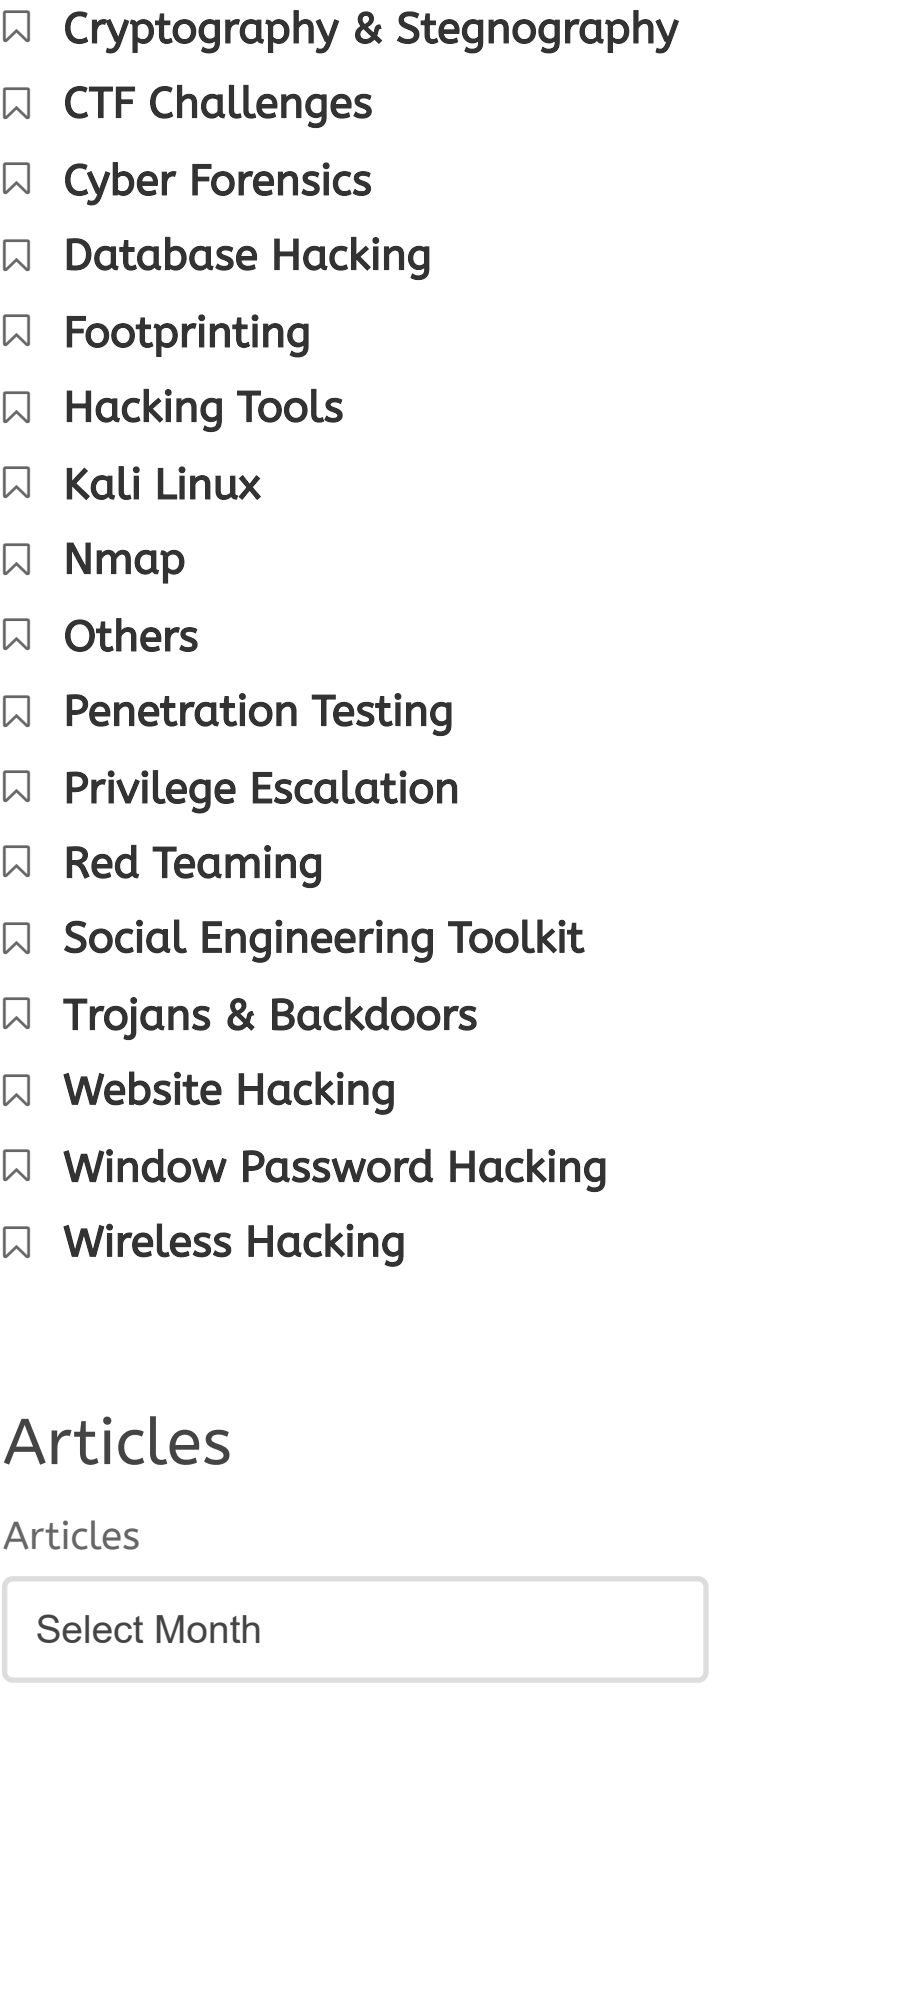 Cryptography & Stegnography
CTF Challenges
Cyber Forensics
Database Hacking
Footprinting
Hacking Tools
Kali Linux
Nmap
Others
Penetration Testing
Privilege Escalation
Red Teaming
Social Engineering Toolkit
Trojans & Backdoors
Website Hacking
Window Password Hacking
Wireless Hacking
Articles
Articles
Select Month